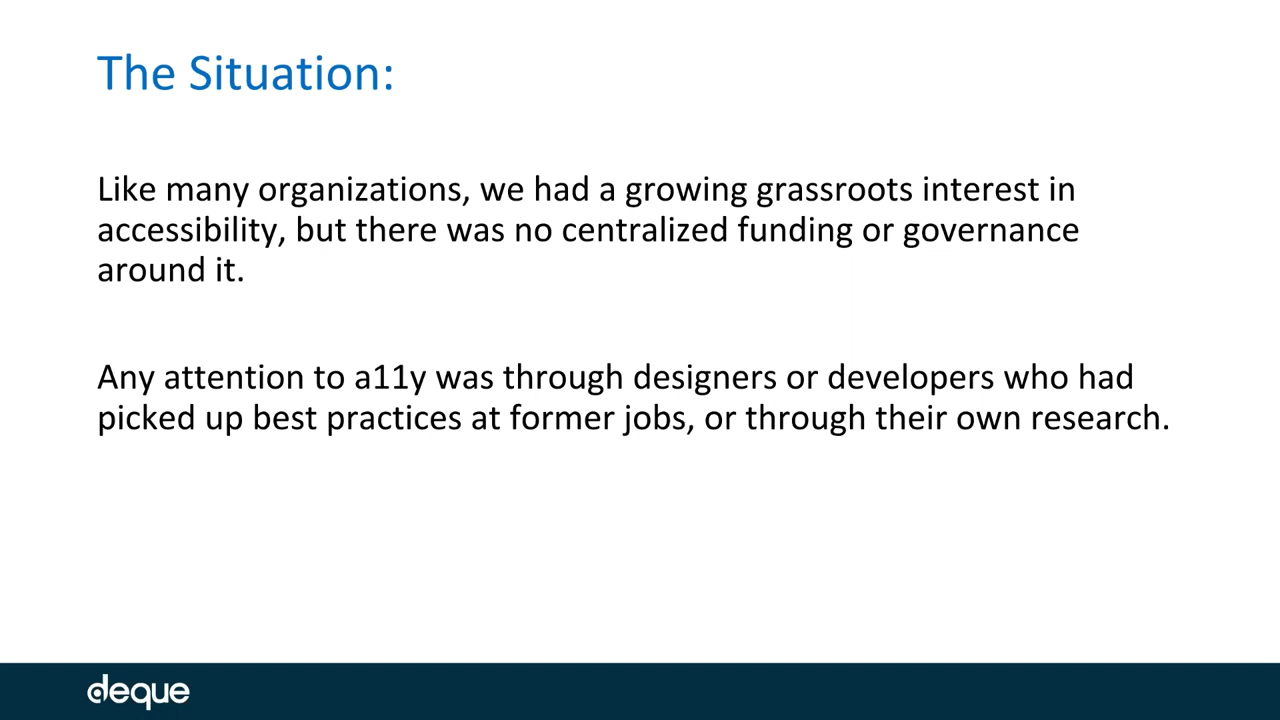 The Situation:
Like many organizations, we had a growing grassroots interest in
accessibility, but there was no centralized funding or governance
around it.
Any attention to a11y was through designers or developers who had
picked up best practices at former jobs, or through their own research.
deque